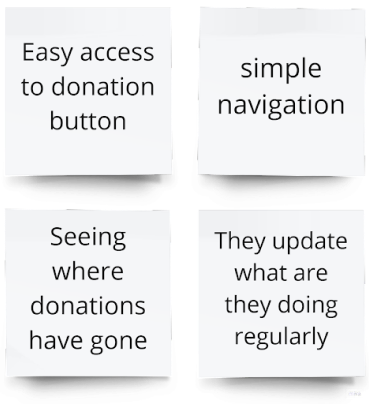 Easy access
to donation
button
simple
navigation
Seeing
where
donations
have gone
They update
what are
they doing
regularly